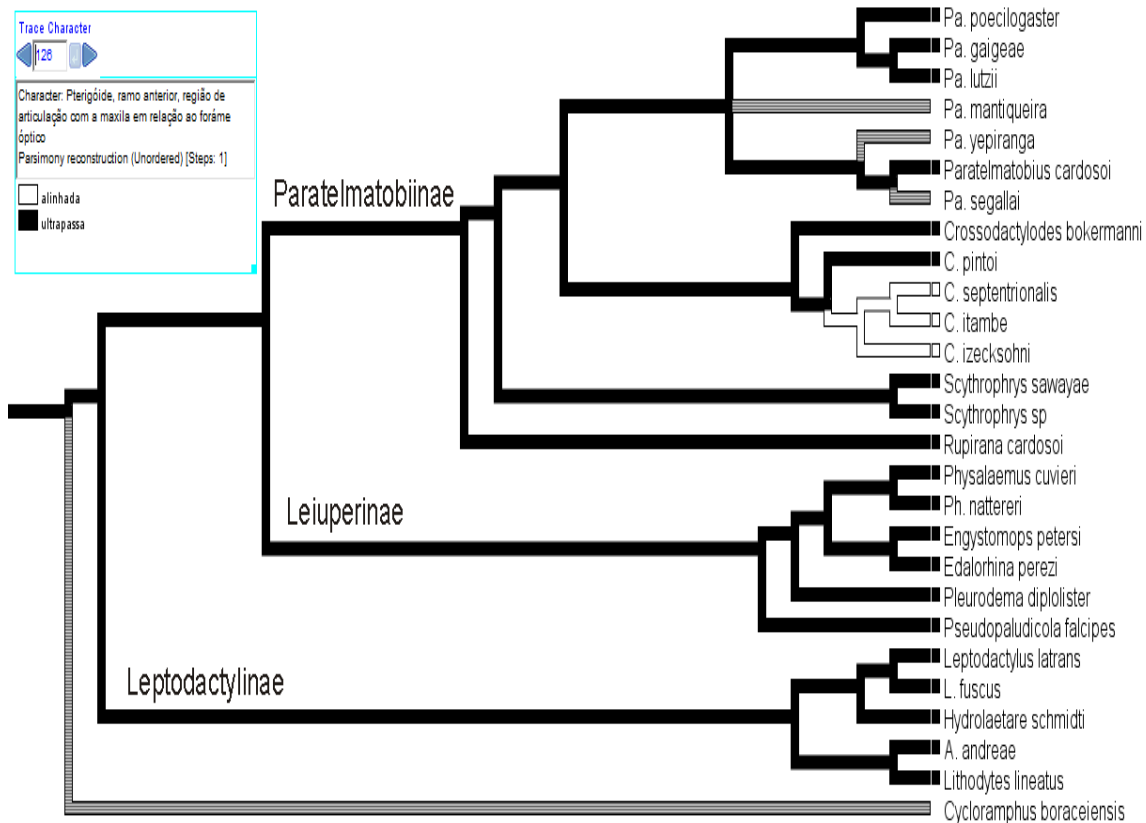 Trace Character
126
Character: Pterigóide, ramo anterior, região de
articulação com a maxila em relação ao foráme
óptico
Parsimony reconstruction (Unordered) [Steps: 1]
alinhada
ultrapassa
Paratelmatobiinae
Leiuperinae
Leptodactylinae
Pa. poecilogaster
Pa. gaigeae
Pa. lutzii
Pa. mantiqueira
Pa. yepiranga
Paratelmatobius cardosoi
Pa. segallai
Crossodactylodes bokermanni
C. pintoi
C. septentrionalis
C. itambe
C. izecksohni
Scythrophrys sawayae
Scythrophrys sp
Rupirana cardosoi
Physalaemus cuvieri
Ph. nattereri
Engystomops petersi
Edalorhina perezi
Pleurodema diplolister
Pseudopaludicola falcipes
Leptodactylus latrans
L. fuscus
Hydrolaetare schmidti
A. andreae
Lithodytes lineatus
Cycloramphus boraceiensis